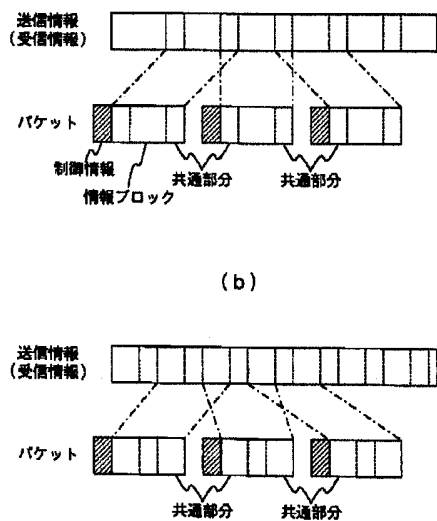 送信情報
(受信情報)
パケット
制御情報
情報ブロック
共通部分
共通部分
(b)
送信情報
(受信情報)
パケット
共通部分
共通部分